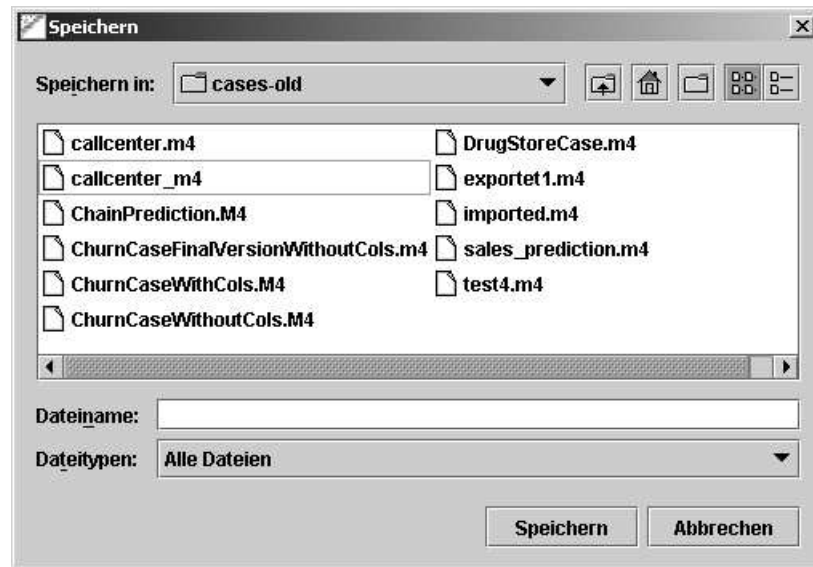 Speichern
Speichern in: cases-old
callcenter.m4
callcenter_m4
ChainPrediction.M4
ChurnCaseFinalVersionWithoutCols.m4
ChurnCaseWithCols.M4
ChurnCaseWithoutCols.M4
DrugStoreCase.m4
exportet1.m4
imported.m4
sales_prediction.m4
test4.m4
Dateiname:
Dateitypen: Alle Dateien
Speichern Abbrechen